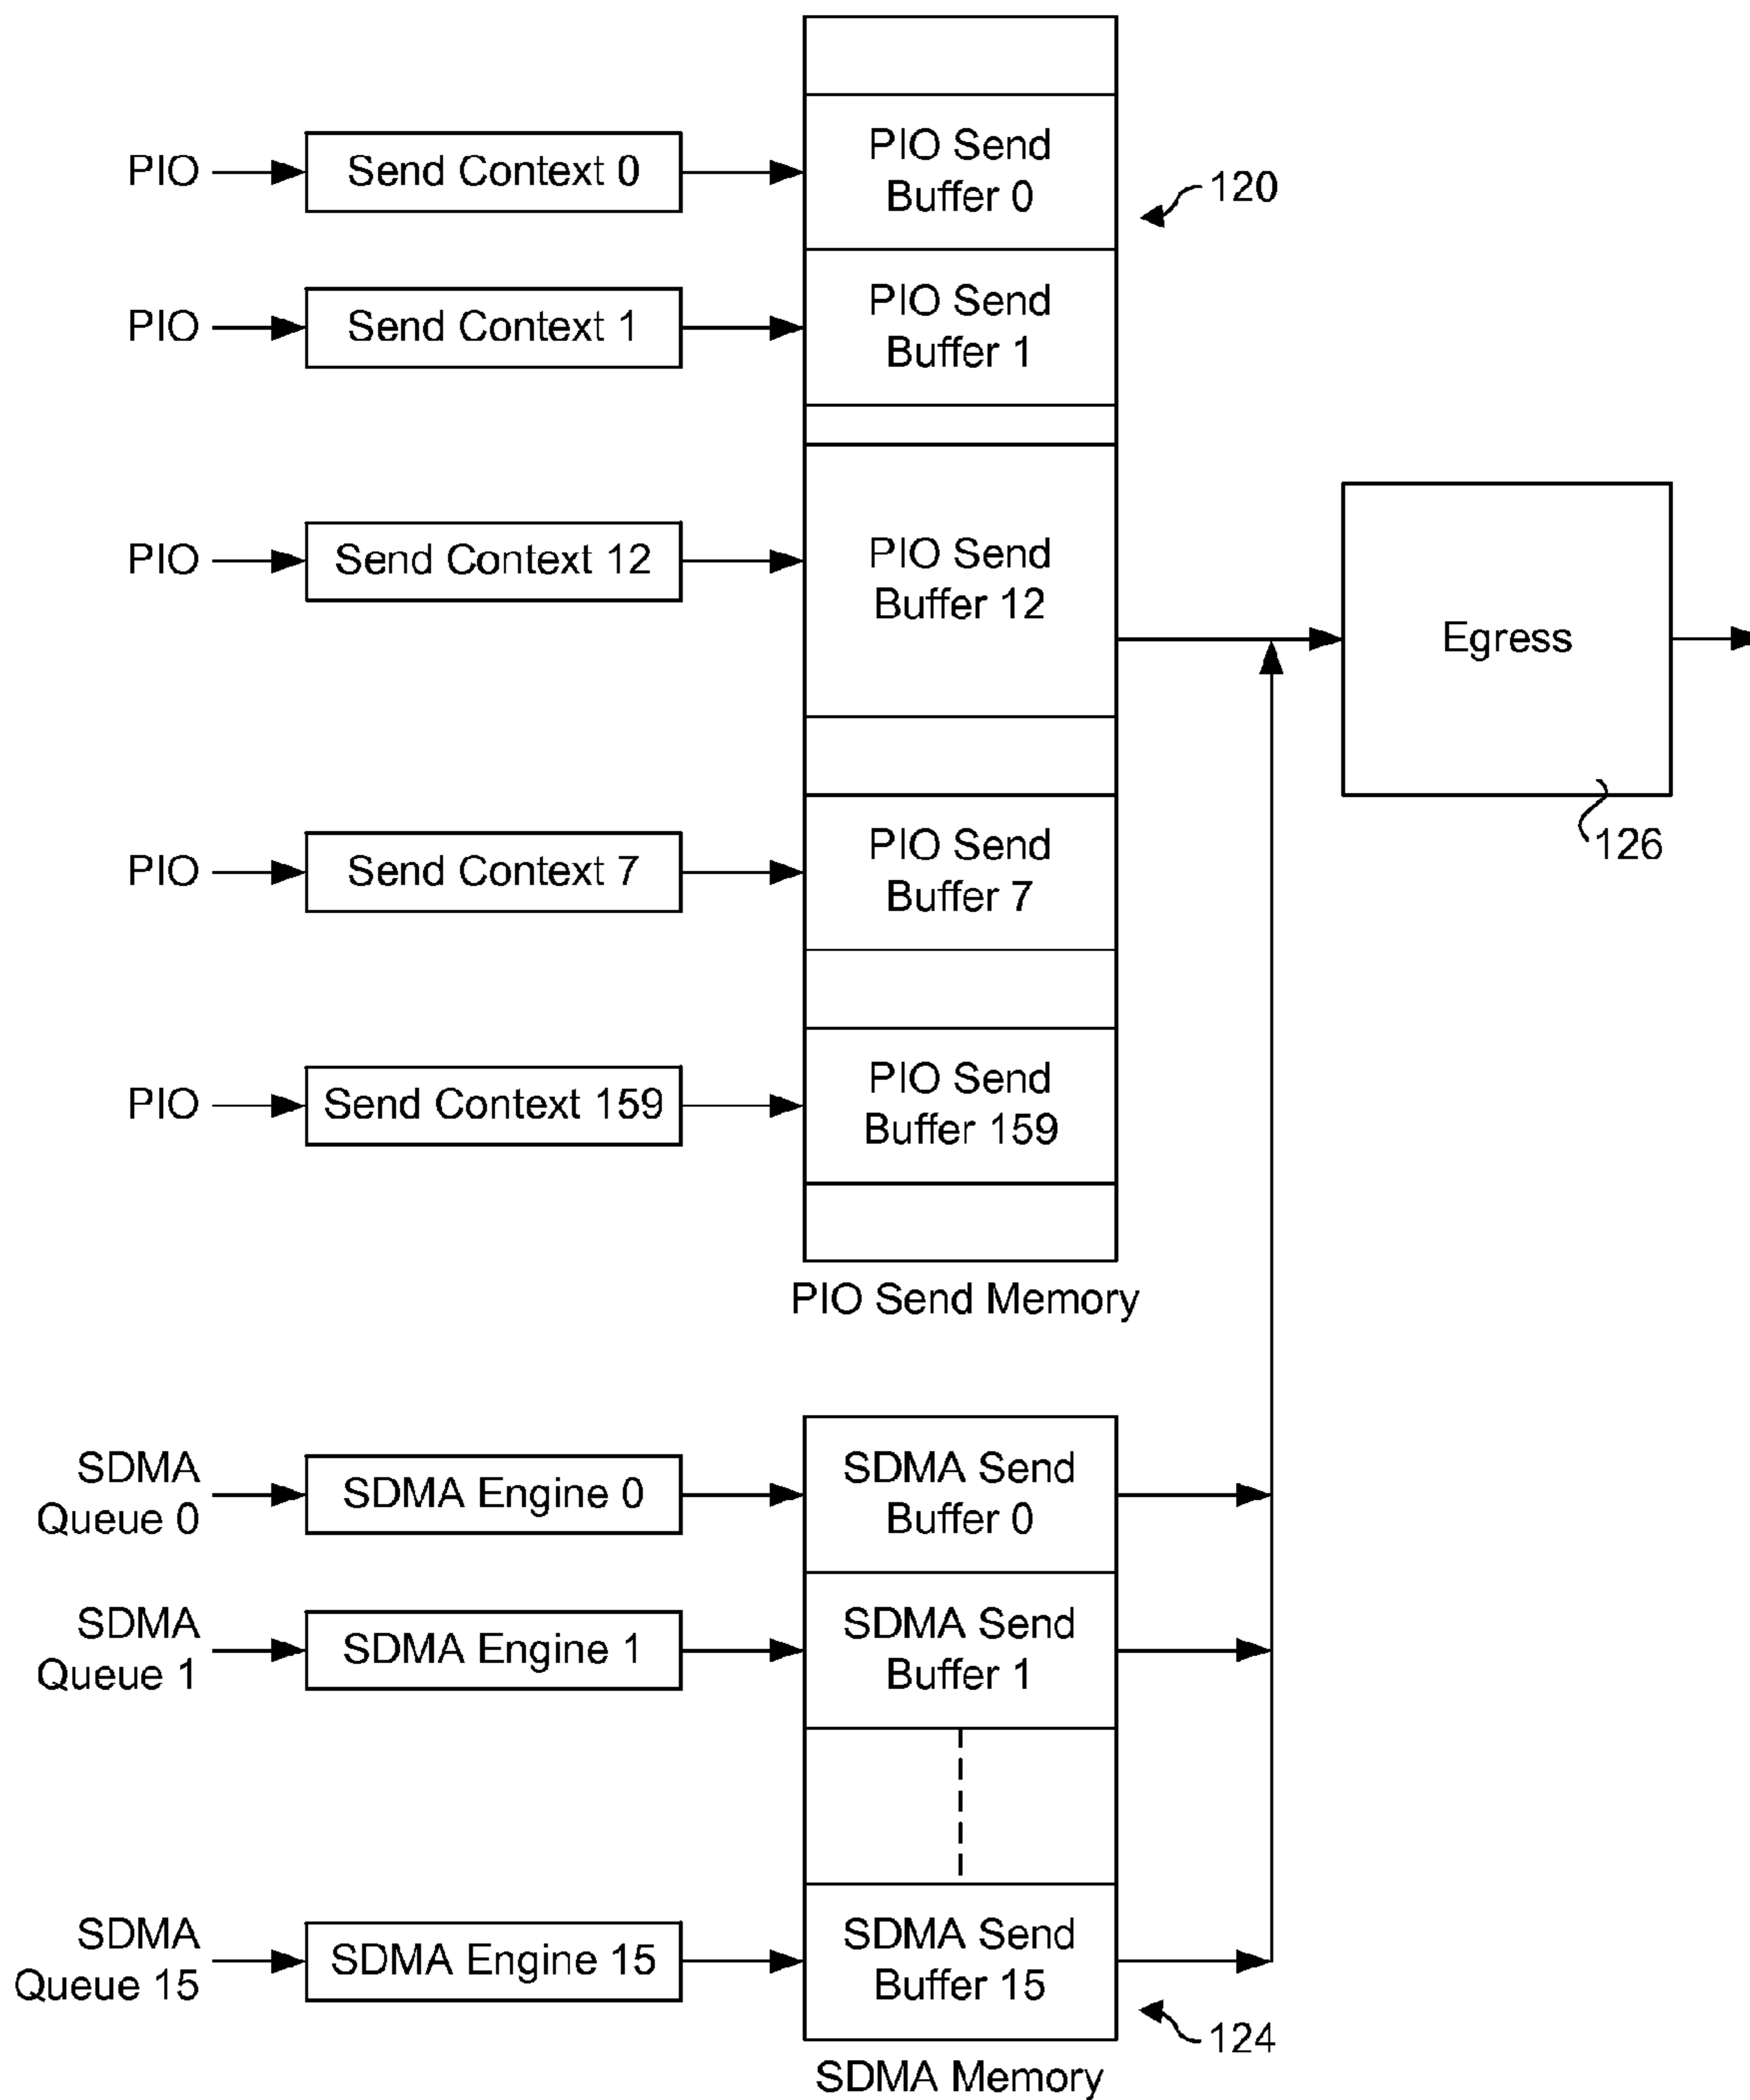 PIO
Send Context 0
PIO Send
Buffer 0
120
PIO
Send Context 1
PIO Send
Buffer 1
PIO
Send Context 12
PIO Send
Buffer 12
Egress
126
PIO
Send Context 7
PIO Send
Buffer 7
PIO
Send Context 159
PIO Send
Buffer 159
PIO Send Memory
SDMA
Queue 0
SDMA Engine 0
SDMA Send
Buffer 0
SDMA
Queue 1
SDMA Engine 1
SDMA Send
Buffer 1
SDMA
Queue 15
SDMA Engine 15
SDMA Send
Buffer 15
124
SDMA Memory